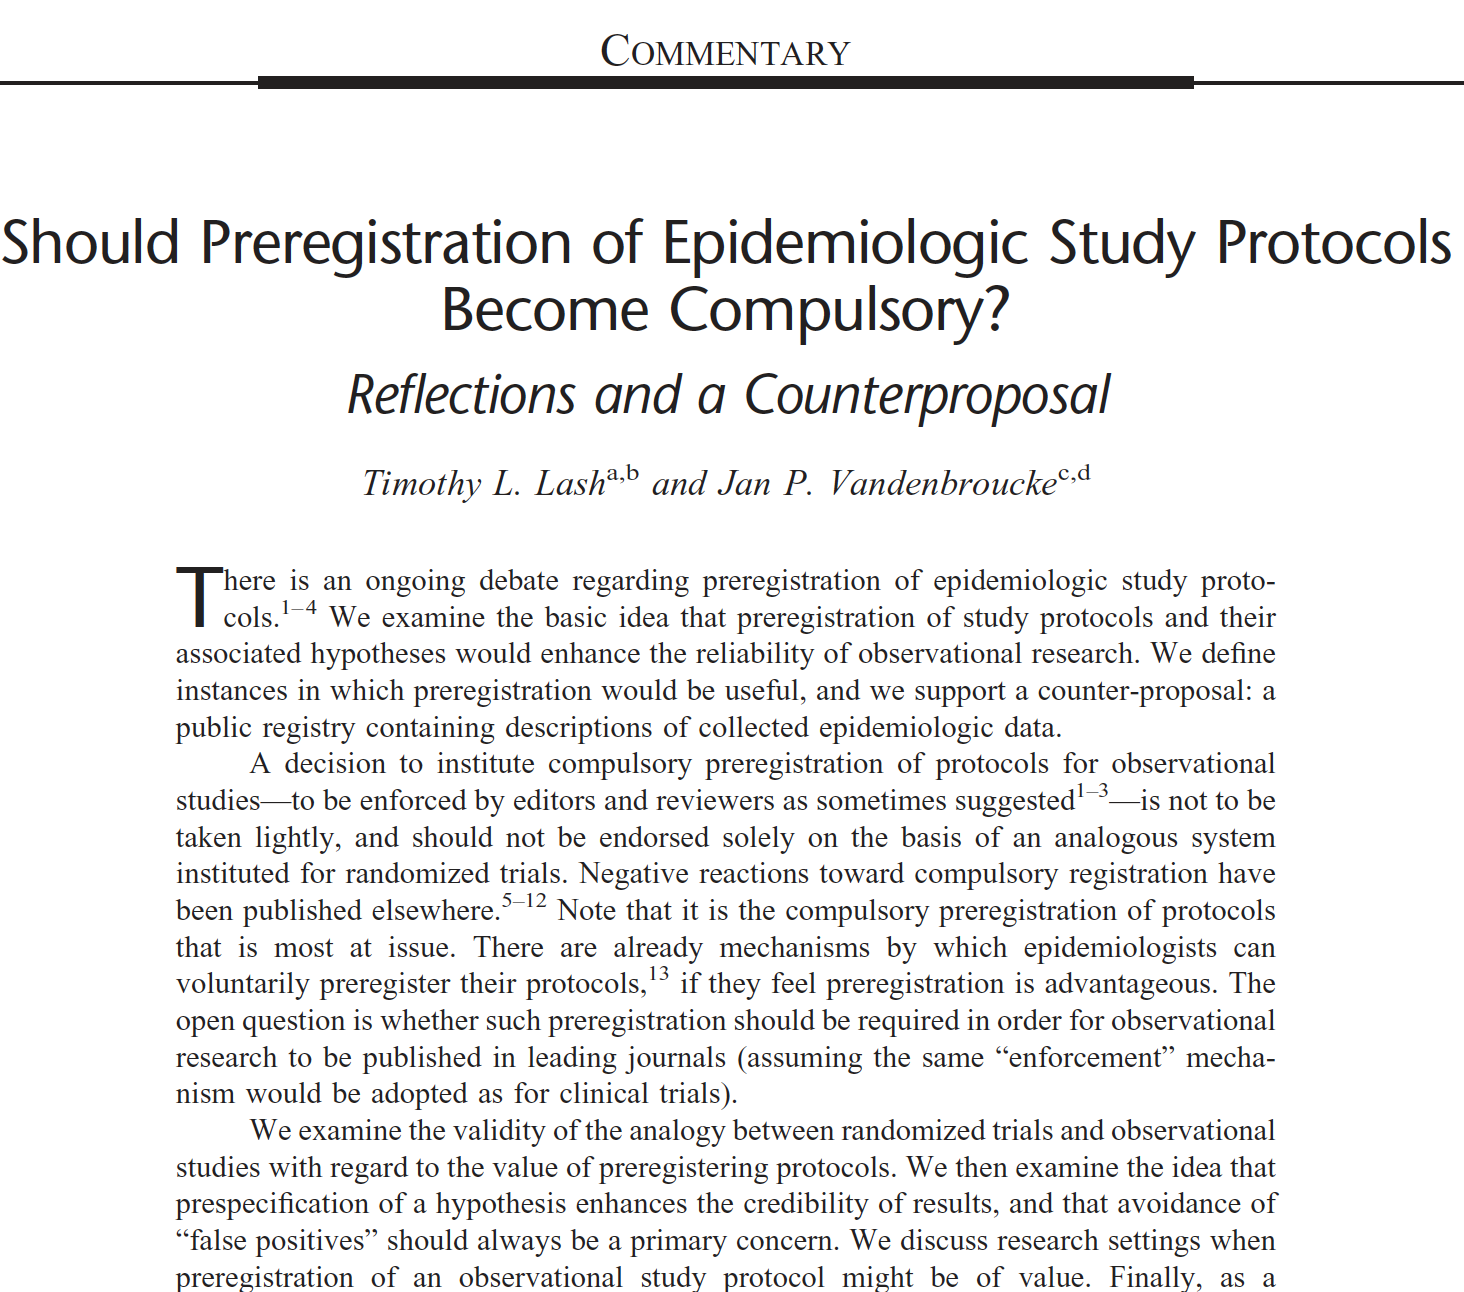 COMMENTARY
Should Preregistration of Epidemiologic Study Protocols
Become Compulsory?
Reflections and a Counterproposal
Timothy L. Lash^a,b and Jan P. Vandenbroucke^c,d
There is an ongoing debate regarding preregistration of epidemiologic study proto-
cols.^1–4 We examine the basic idea that preregistration of study protocols and their
associated hypotheses would enhance the reliability of observational research. We define
instances in which preregistration would be useful, and we support a counter-proposal: a
public registry containing descriptions of collected epidemiologic data.
A decision to institute compulsory preregistration of protocols for observational
studies—to be enforced by editors and reviewers as sometimes suggested^1–3—is not to be
taken lightly, and should not be endorsed solely on the basis of an analogous system
instituted for randomized trials. Negative reactions toward compulsory registration have
been published elsewhere.^5–12 Note that it is the compulsory preregistration of protocols
that is most at issue. There are already mechanisms by which epidemiologists can
voluntarily preregister their protocols,^13 if they feel preregistration is advantageous. The
open question is whether such preregistration should be required in order for observational
research to be published in leading journals (assuming the same “enforcement” mecha-
nism would be adopted as for clinical trials).
We examine the validity of the analogy between randomized trials and observational
studies with regard to the value of preregistering protocols. We then examine the idea that
prespecification of a hypothesis enhances the credibility of results, and that avoidance of
“false positives” should always be a primary concern. We discuss research settings when
preregistration of an observational study protocol might be of value. Finally, as a